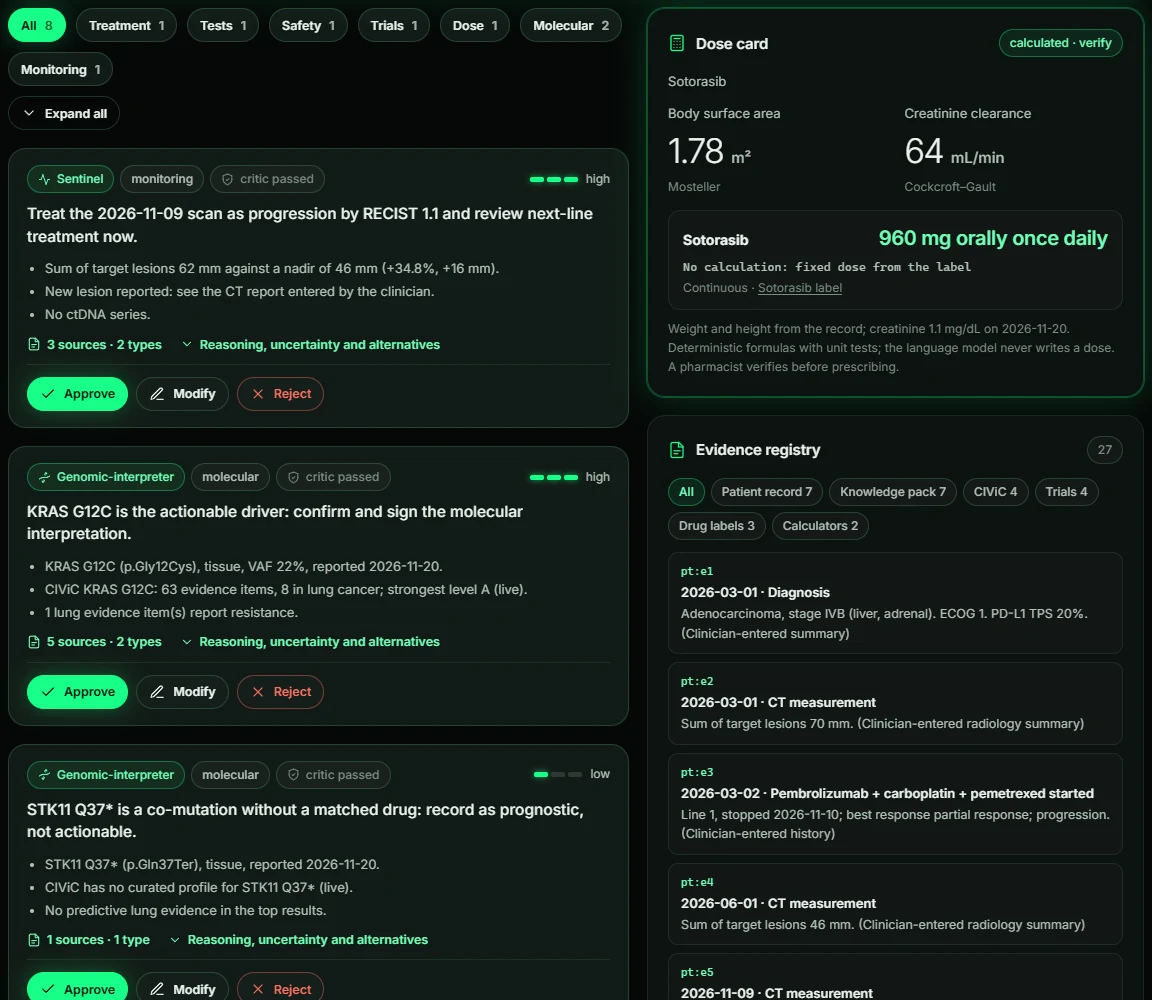 All 8
Treatment 1
Tests 1
Safety 1
Trials 1
Dose 1
Molecular 2
Monitoring 1
Expand all
Sentinel
monitoring
critic passed
high
Treat the 2026-11-09 scan as progression by RECIST 1.1 and review next-line
treatment now.
• Sum of target lesions 62 mm against a nadir of 46 mm (+34.8%, +16 mm).
• New lesion reported: see the CT report entered by the clinician.
• No ctDNA series.
3 sources · 2 types
Reasoning, uncertainty and alternatives
Approve
Modify
Reject
Genomic-interpreter
molecular
critic passed
high
KRAS G12C is the actionable driver: confirm and sign the molecular
interpretation.
• KRAS G12C (p.Gly12Cys), tissue, VAF 22%, reported 2026-11-20.
• CIViC KRAS G12C: 63 evidence items, 8 in lung cancer; strongest level A (live).
• 1 lung evidence item(s) report resistance.
5 sources · 2 types
Reasoning, uncertainty and alternatives
Approve
Modify
Reject
Genomic-interpreter
molecular
critic passed
low
STK11 Q37* is a co-mutation without a matched drug: record as prognostic,
not actionable.
• STK11 Q37* (p.Gln37Ter), tissue, reported 2026-11-20.
• CIViC has no curated profile for STK11 Q37* (live).
• No predictive lung evidence in the top results.
1 sources · 1 type
Reasoning, uncertainty and alternatives
Approve
Modify
Reject
Dose card
calculated · verify
Sotorasib
Body surface area
1.78 m²
Mosteller
Creatinine clearance
64 mL/min
Cockcroft–Gault
Sotorasib
960 mg orally once daily
No calculation: fixed dose from the label
Continuous · Sotorasib label
Weight and height from the record; creatinine 1.1 mg/dL on 2026-11-20.
Deterministic formulas with unit tests; the language model never writes a dose.
A pharmacist verifies before prescribing.
Evidence registry
27
All
Patient record 7
Knowledge pack 7
CIViC 4
Trials 4
Drug labels 3
Calculators 2
pt:e1
2026-03-01 · Diagnosis
Adenocarcinoma, stage IVB (liver, adrenal). ECOG 1. PD-L1 TPS 20%.
(Clinician-entered summary)
pt:e2
2026-03-01 · CT measurement
Sum of target lesions 70 mm. (Clinician-entered radiology summary)
pt:e3
2026-03-02 · Pembrolizumab + carboplatin + pemetrexed started
Line 1, stopped 2026-11-10; best response partial response; progression.
(Clinician-entered history)
pt:e4
2026-06-01 · CT measurement
Sum of target lesions 46 mm. (Clinician-entered radiology summary)
pt:e5
2026-11-09 · CT measurement